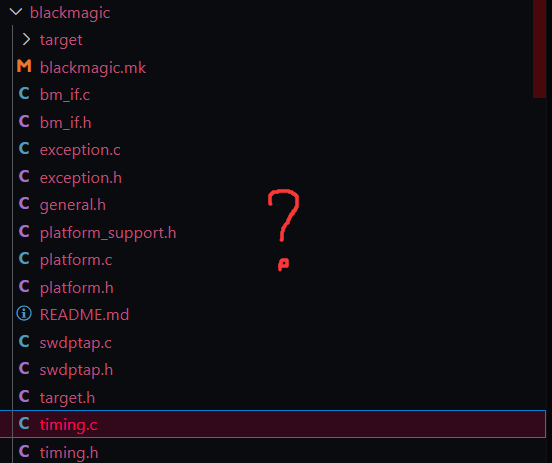 blackmagic
target
blackmagic.mk
bm_if.c
bm_if.h
exception.c
exception.h
general.h
platform_support.h
platform.c
platform.h
README.md
swdptap.c
swdptap.h
target.h
timing.c
timing.h
?